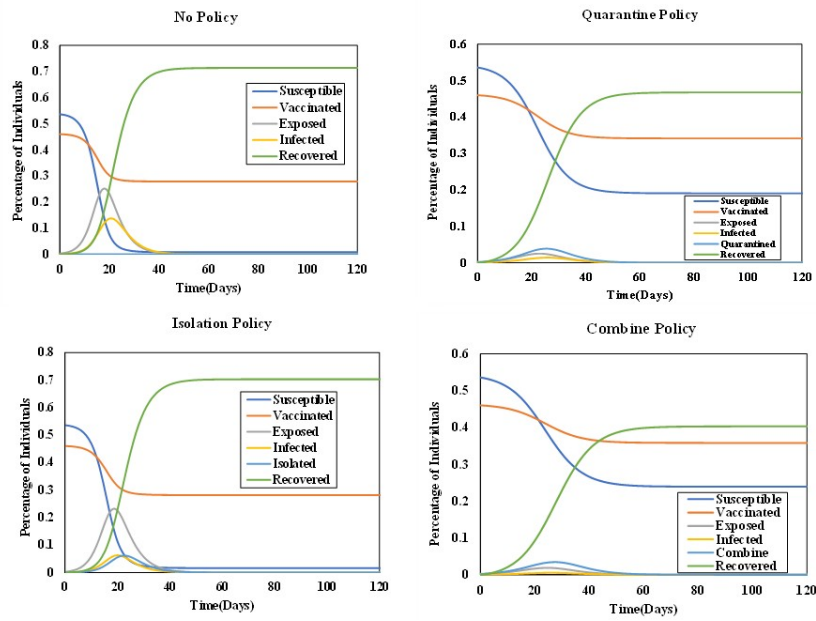 No Policy
0.8
0.7
0.6
0.5
0.4
0.3
0.2
0.1
0
Percentage of Individuals
Susceptible
Vaccinated
Exposed
Infected
Recovered
0 20 40 60 80 100 120
Time(Days)
Quarantine Policy
0.6
0.5
0.4
0.3
0.2
0.1
0
Percentage of Individuals
Susceptible
Vaccinated
Exposed
Infected
Quarantined
Recovered
0 20 40 60 80 100 120
Time(Days)
Isolation Policy
0.8
0.7
0.6
0.5
0.4
0.3
0.2
0.1
0
Percentage of Individuals
Susceptible
Vaccinated
Exposed
Infected
Isolated
Recovered
0 20 40 60 80 100 120
Time(Days)
Combine Policy
0.6
0.5
0.4
0.3
0.2
0.1
0
Percentage of Individuals
Susceptible
Vaccinated
Exposed
Infected
Combine
Recovered
0 20 40 60 80 100 120
Time(Days)